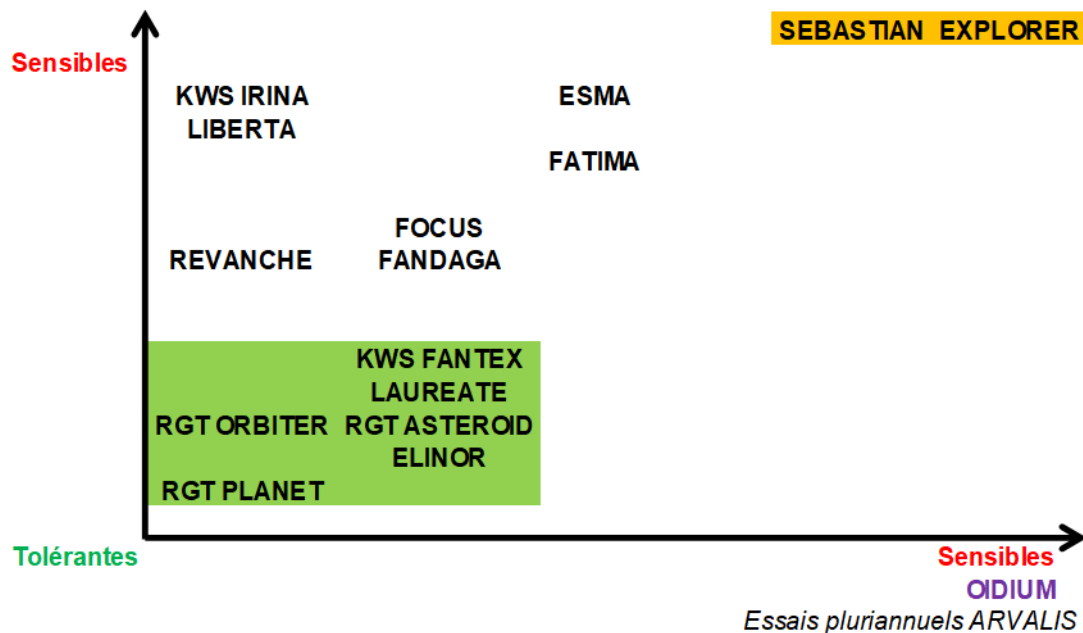 SEBASTIAN EXPLORER
Sensibles
KWS IRINA
LIBERTA
ESMA
FATIMA
FOCUS
REVANCHE
FANDAGA
KWS FANTEX
LAUREATE
RGT ORBITER
RGT ASTEROID
ELINOR
RGT PLANET
Tolérantes
Sensibles
OIDIUM
Essais pluriannuels ARVALIS